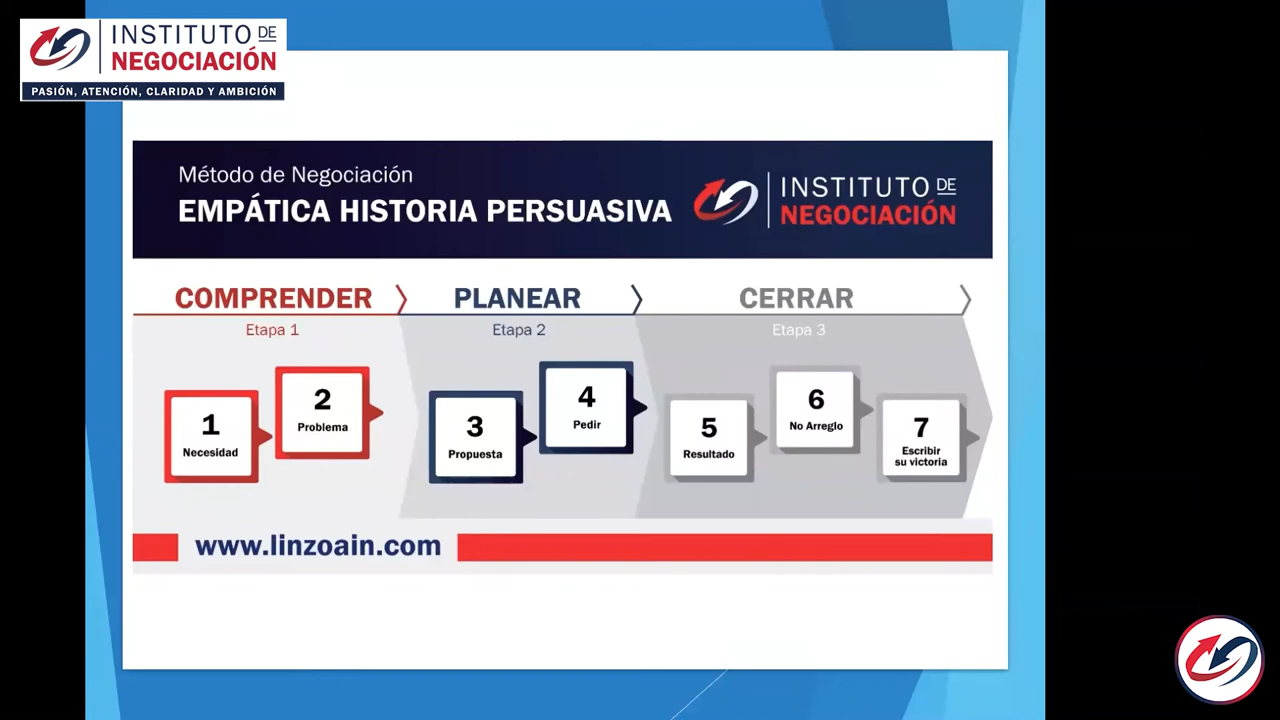 INSTITUTO DE
NEGOCIACIÓN
PASIÓN, ATENCIÓN, CLARIDAD Y AMBICIÓN
Método de Negociación
EMPÁTICA HISTORIA PERSUASIVA
INSTITUTO DE
NEGOCIACIÓN
COMPRENDER
Etapa 1
PLANEAR
Etapa 2
CERRAR
Etapa 3
1
Necesidad
2
Problema
3
Propuesta
4
Pedir
5
Resultado
6
No Arreglo
7
Escribir
su victoria
www.linzoain.com